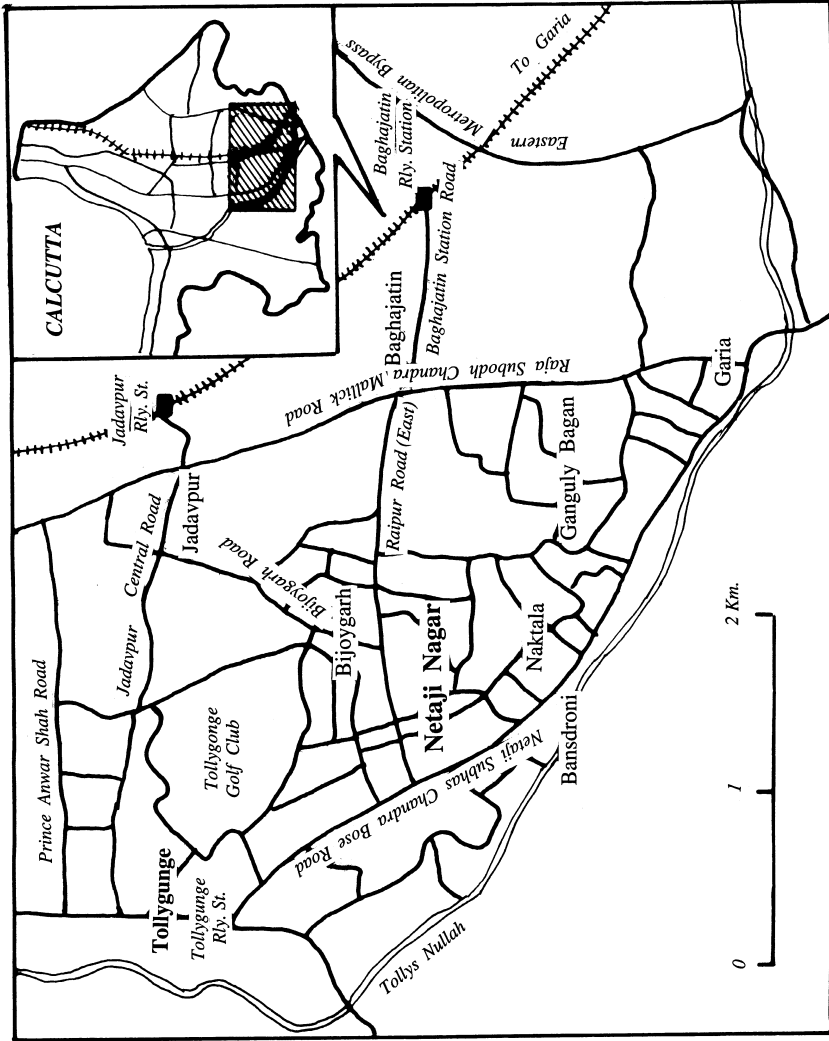 CALCUTTA
To Garia
Eastern Metropolitan Bypass
Baghajatin
Rly. Station
Baghajatin Station Road
Baghajatin
Jadavpur
Rly. St.
Raja Subodh Chandra Mallick Road
Garia
Raipur Road (East)
Ganguly Bagan
Central Road
Jadavpur
Bijoygarh Road
Bijoygarh
Netaji Nagar
Naktala
Prince Anwar Shah Road
Jadavpur
Tollygonge
Golf Club
Netaji Subhas Chandra Bose Road
Bansdroni
Tollygunge
Tollygunge
Rly. St.
Tollys Nullah
0
1
2 Km.